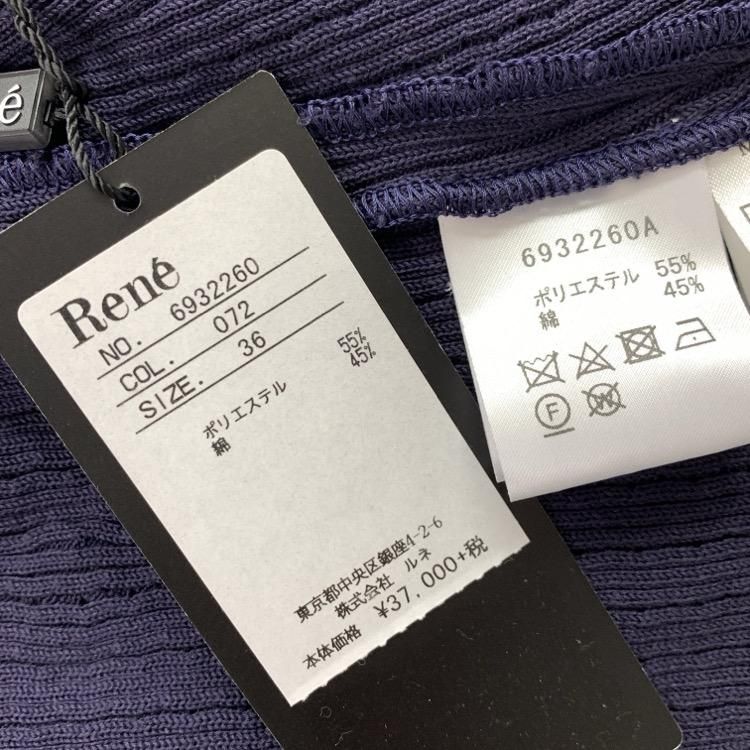 é
René
NO. 6932260
COL. 072
SIZE. 36
ポリエステル 55%
綿 45%
東京都中央区銀座4-2-6
株式会社 ルネ
本体価格 ¥37,000+税
6932260A
ポリエステル 55%
綿 45%
F
W